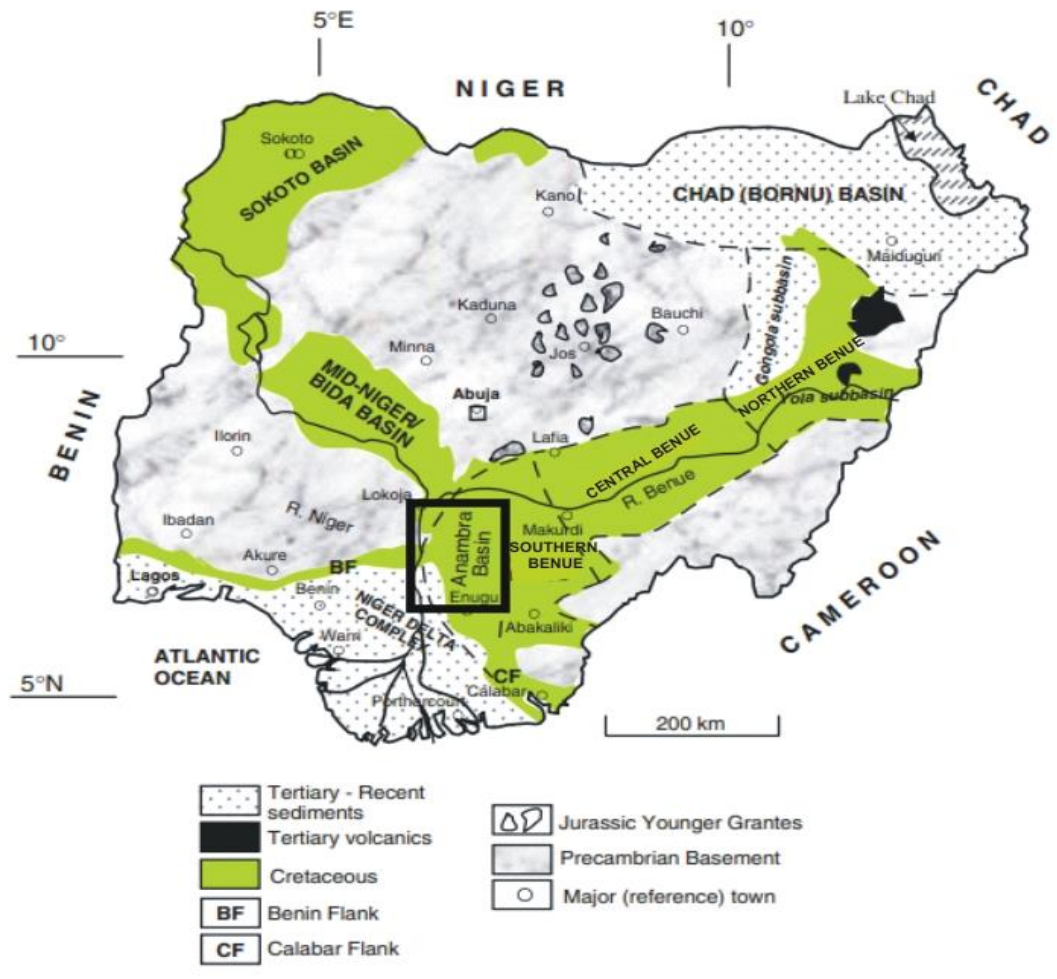 5°E
10°
NIGER
CHAD
Lake Chad
Sokoto
SOKOTO BASIN
Kano
CHAD (BORNU) BASIN
Maiduguri
Gongola subbasin
Kaduna
Bauchi
10°
Minna
Jos
NORTHERN BENUE
Yola subbasin
MID-NIGER/
BIDA BASIN
Abuja
BENIN
Ilorin
Lafia
CENTRAL BENUE
R. Benue
Lokoja
R. Niger
Anambra
Basin
Makurdi
SOUTHERN
BENUE
Ibadan
Akure
BF
Lagos
Benin
Enugu
NIGER DELTA
COMPLEX
Abakaliki
CAMEROON
Warri
ATLANTIC
OCEAN
CF
Calabar
5°N
Portharcourt
200 km
Tertiary - Recent
sediments
Tertiary volcanics
Cretaceous
BF Benin Flank
CF Calabar Flank
Jurassic Younger Grantes
Precambrian Basement
Major (reference) town